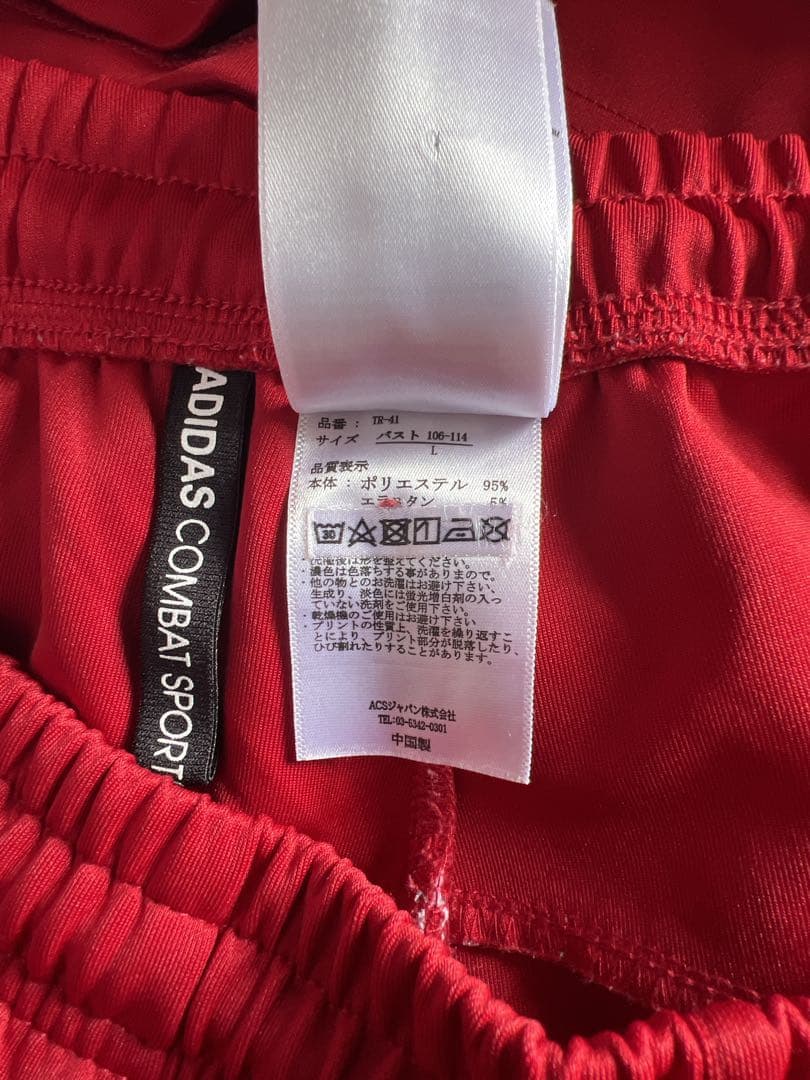 ADIDAS COMBAT SPORT
品番： TR-41
サイズ バスト 106-114
L
品質表示
本体： ポリエステル 95%
エラスタン 5%
30
・洗濯後は形を整えてください。
・濃色は色落ちする事がありまので。
・他の物とのお洗濯はお避け下さい、
生成り、淡色には蛍光増白剤の入っ
ていない洗剤をご使用下さい。
・乾燥機のご使用はお避け下さい
・プリントの性質上、洗濯を繰り返すこ
とにより、プリント部分が脱落したり、
ひび割れたりすることがあります。
ACSジャパン株式会社
TEL:03-6342-0301
中国製